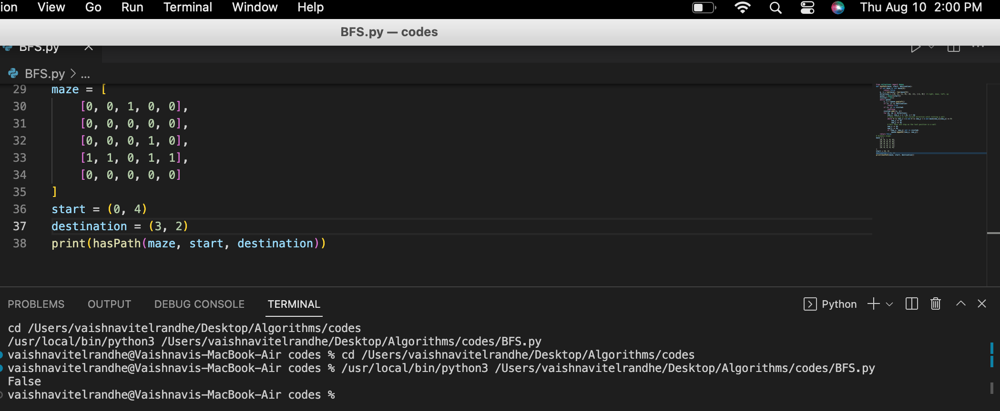 ion View Go Run Terminal Window Help Thu Aug 10 2:00 PM
BFS.py — codes
BFS.py
BFS.py > ...
29 maze = [
30 [0, 0, 1, 0, 0],
31 [0, 0, 0, 0, 0],
32 [0, 0, 0, 1, 0],
33 [1, 1, 0, 1, 1],
34 [0, 0, 0, 0, 0]
35 ]
36 start = (0, 4)
37 destination = (3, 2)
38 print(hasPath(maze, start, destination))
PROBLEMS OUTPUT DEBUG CONSOLE TERMINAL Python
cd /Users/vaishnavitelrandhe/Desktop/Algorithms/codes
/usr/local/bin/python3 /Users/vaishnavitelrandhe/Desktop/Algorithms/codes/BFS.py
vaishnavitelrandhe@Vaishnavis-MacBook-Air codes % cd /Users/vaishnavitelrandhe/Desktop/Algorithms/codes
vaishnavitelrandhe@Vaishnavis-MacBook-Air codes % /usr/local/bin/python3 /Users/vaishnavitelrandhe/Desktop/Algorithms/codes/BFS.py
False
vaishnavitelrandhe@Vaishnavis-MacBook-Air codes %